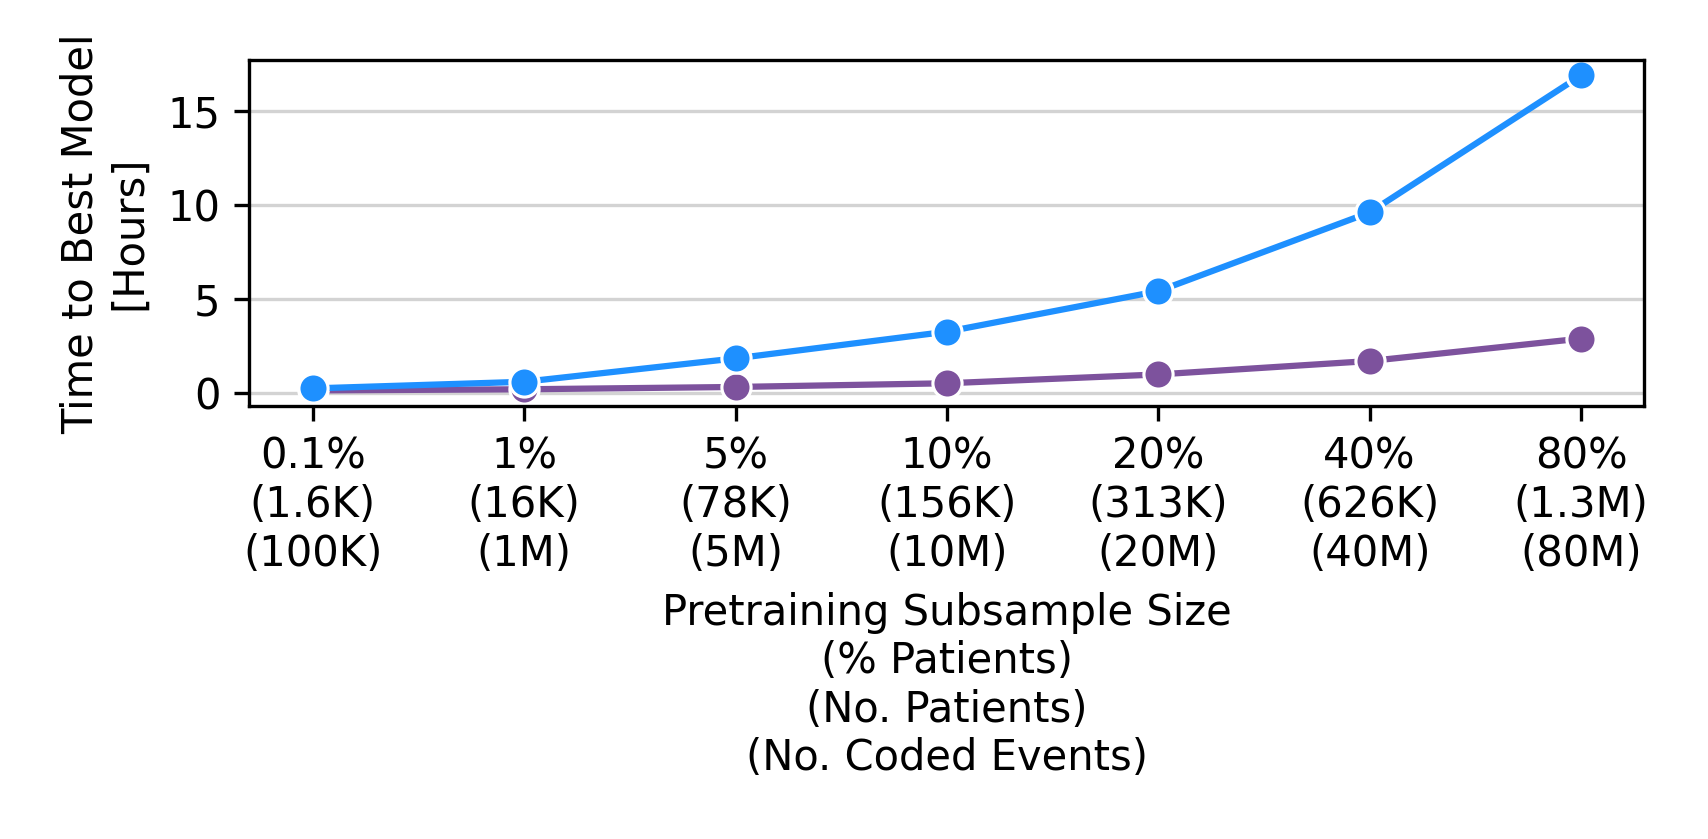 Time to Best Model
[Hours]
15
10
5
0
0.1% 1% 5% 10% 20% 40% 80%
(1.6K) (16K) (78K) (156K) (313K) (626K) (1.3M)
(100K) (1M) (5M) (10M) (20M) (40M) (80M)
Pretraining Subsample Size
(% Patients)
(No. Patients)
(No. Coded Events)